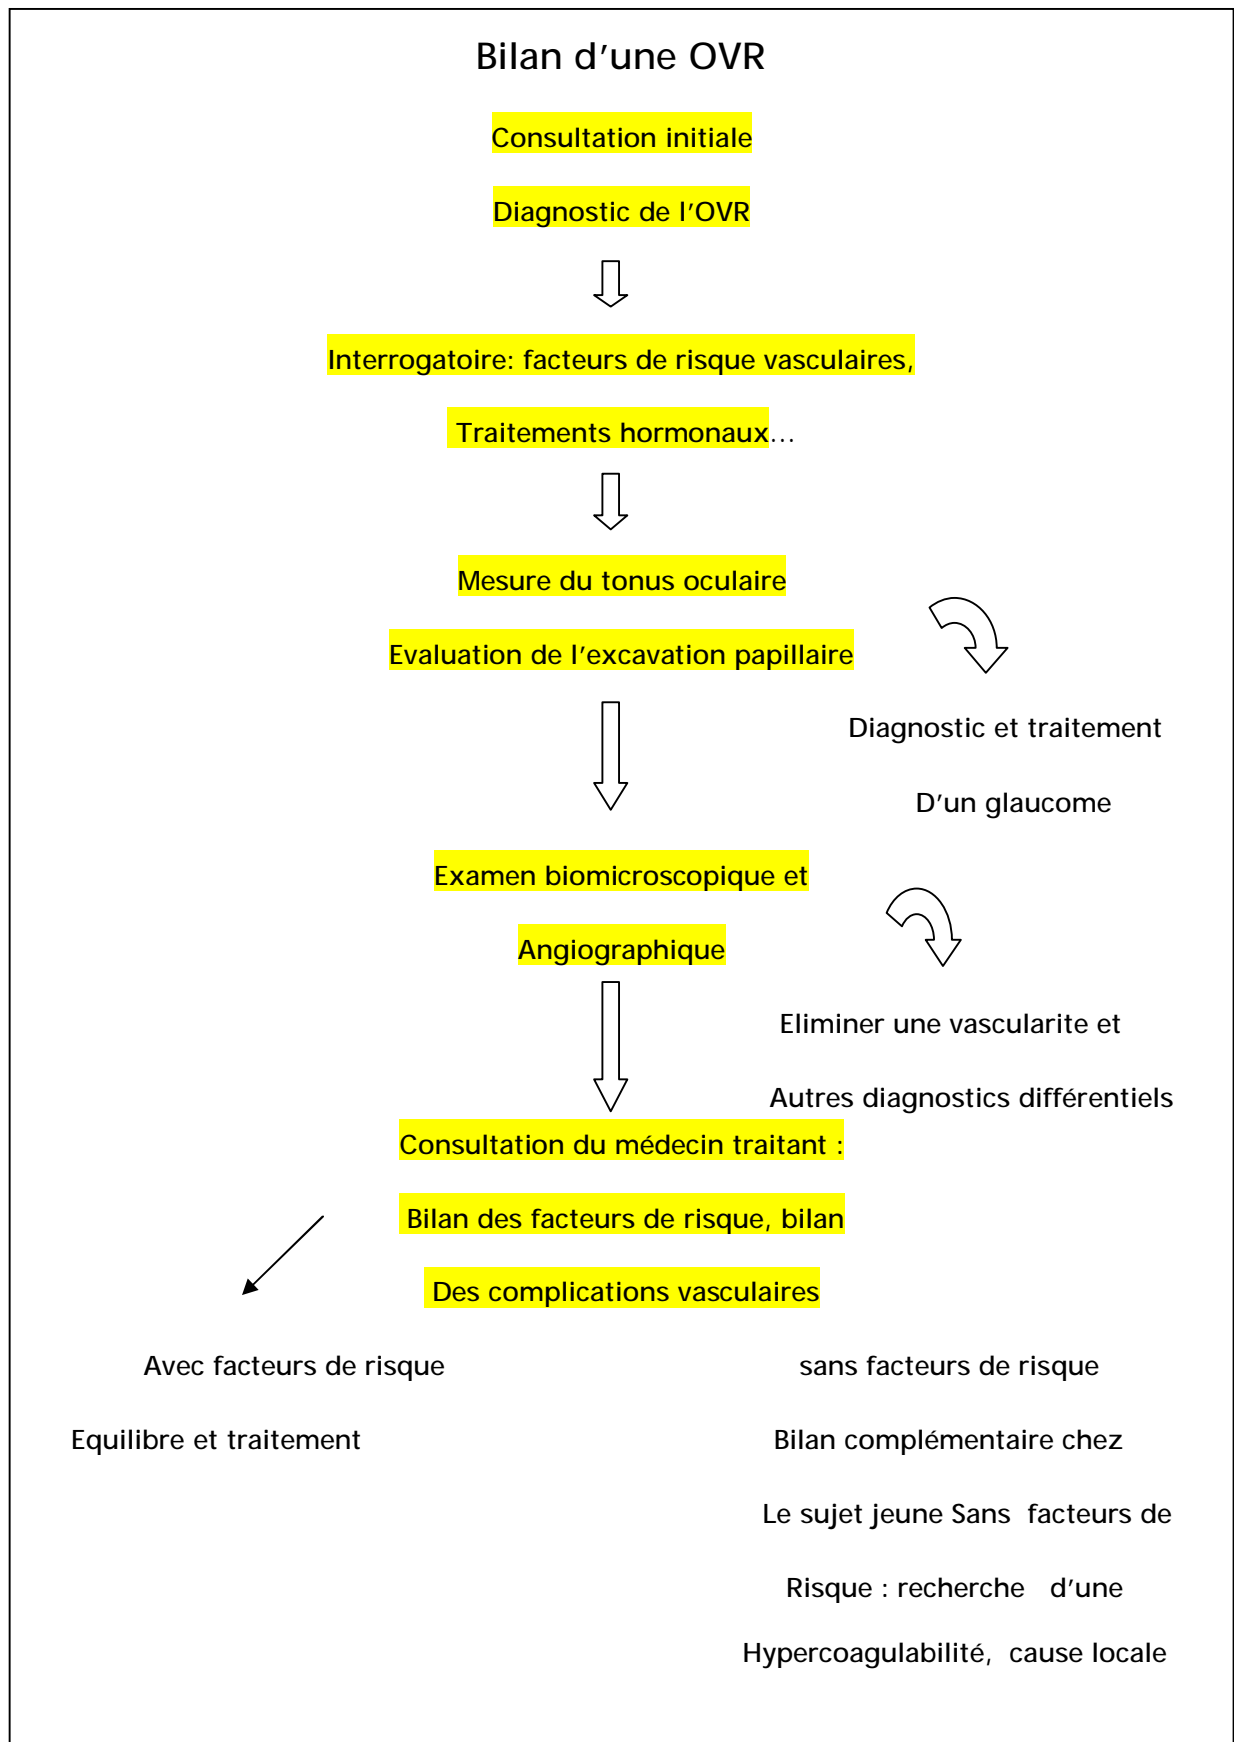 Bilan d'une OVR
Consultation initiale
Diagnostic de l'OVR
Interrogatoire: facteurs de risque vasculaires,
Traitements hormonaux...
Mesure du tonus oculaire
Evaluation de l'excavation papillaire
Diagnostic et traitement
D'un glaucome
Examen biomicroscopique et
Angiographique
Eliminer une vascularite et
Autres diagnostics différentiels
Consultation du médecin traitant :
Bilan des facteurs de risque, bilan
Des complications vasculaires
Avec facteurs de risque
sans facteurs de risque
Equilibre et traitement
Bilan complémentaire chez
Le sujet jeune Sans facteurs de
Risque : recherche d'une
Hypercoagulabilité, cause locale